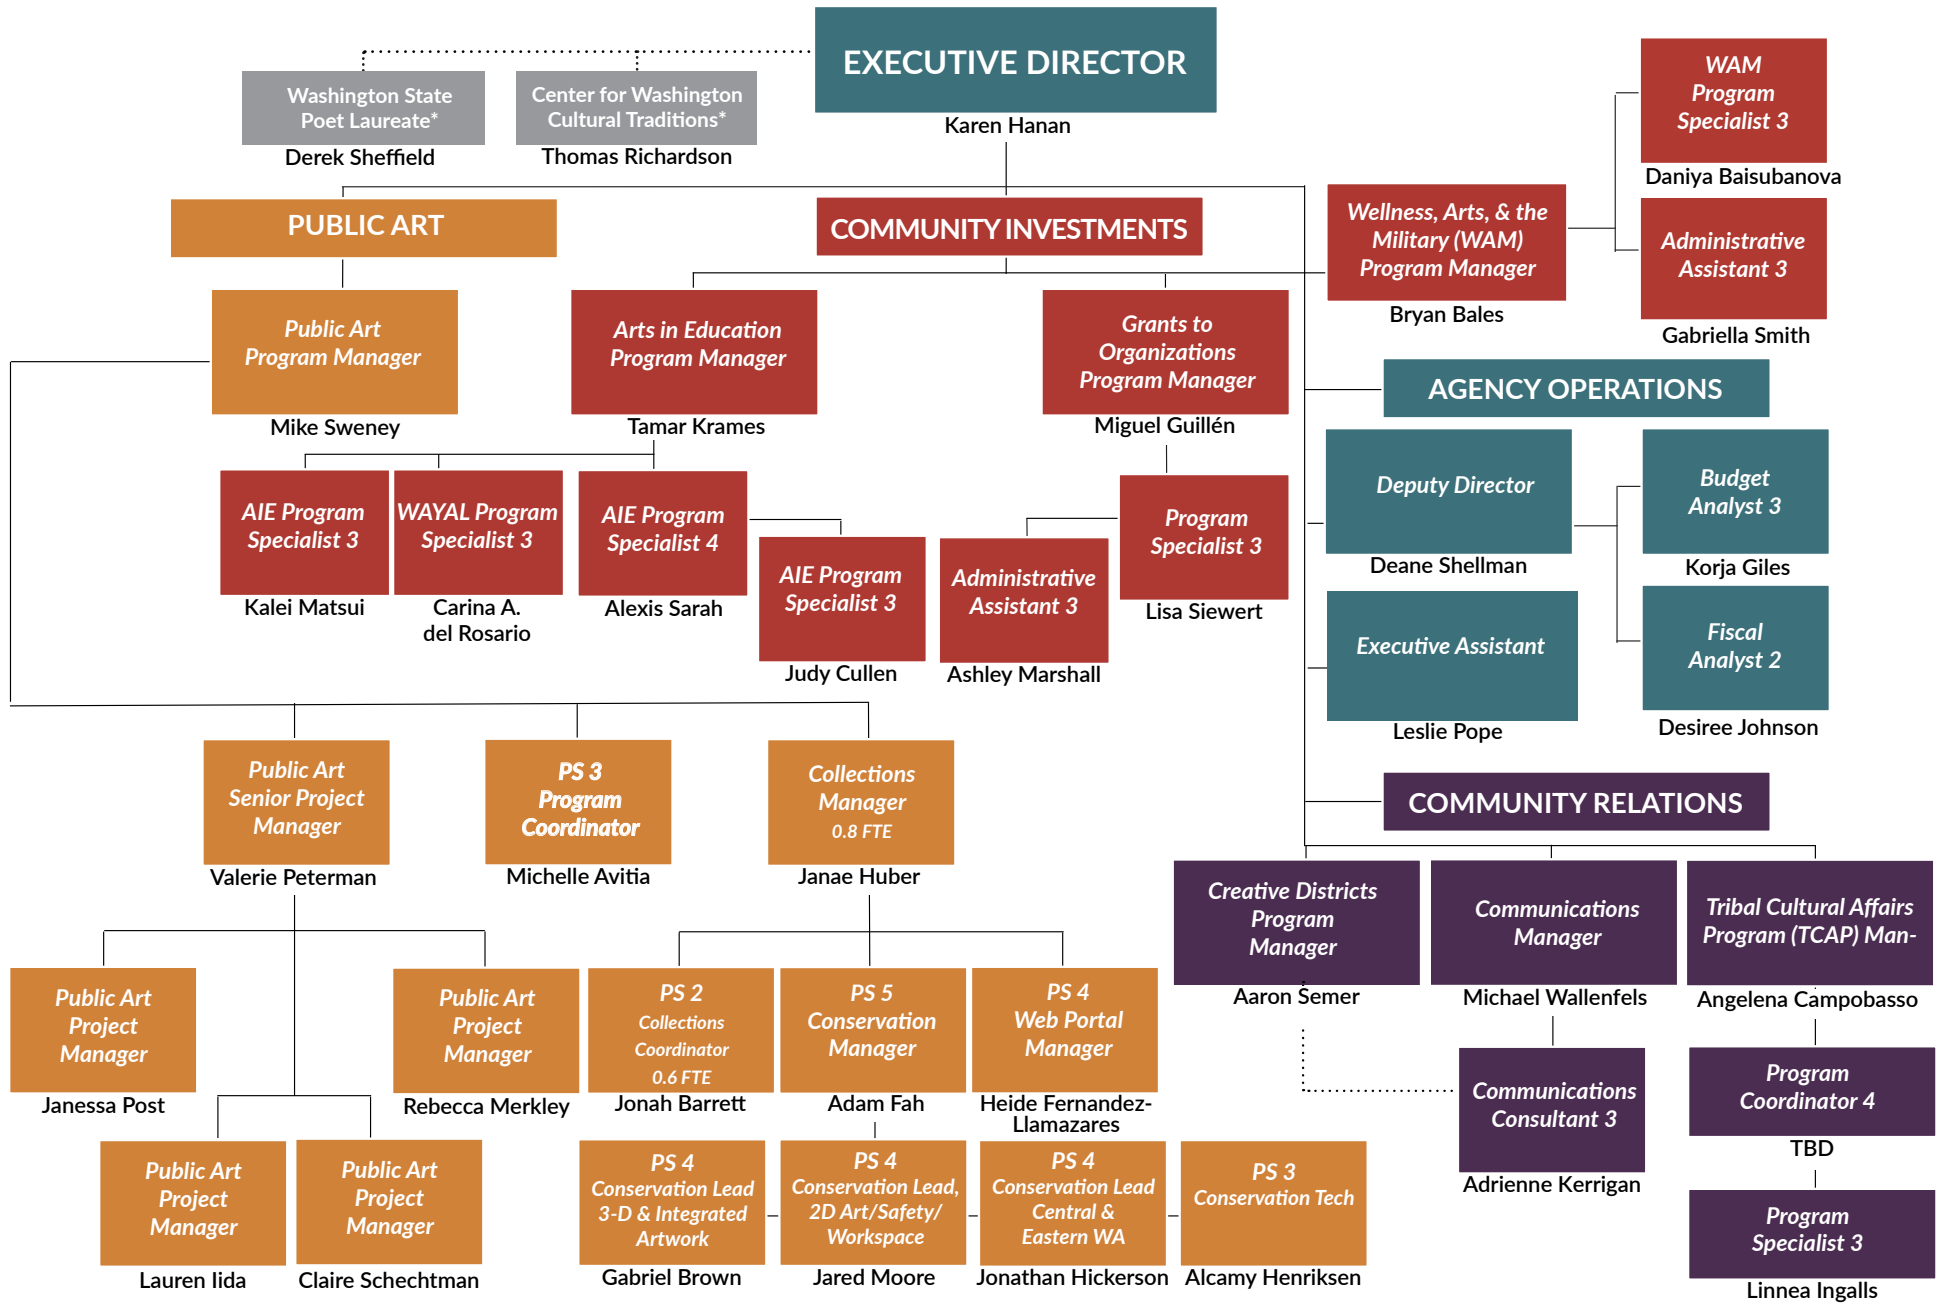 EXECUTIVE DIRECTOR
Karen Hanan
Washington State
Poet Laureate*
Derek Sheffield
Center for Washington
Cultural Traditions*
Thomas Richardson
WAM
Program
Specialist 3
Daniya Baisubanova
Wellness, Arts, & the
Military (WAM)
Program Manager
Bryan Bales
Administrative
Assistant 3
Gabriella Smith
PUBLIC ART
COMMUNITY INVESTMENTS
Public Art
Program Manager
Mike Sweney
Arts in Education
Program Manager
Tamar Krames
Grants to
Organizations
Program Manager
Miguel Guillén
AGENCY OPERATIONS
AIE Program
Specialist 3
Kalei Matsui
WAYAL Program
Specialist 3
Carina A.
del Rosario
AIE Program
Specialist 4
Alexis Sarah
AIE Program
Specialist 3
Judy Cullen
Administrative
Assistant 3
Ashley Marshall
Program
Specialist 3
Lisa Siewert
Deputy Director
Deane Shellman
Budget
Analyst 3
Korja Giles
Executive Assistant
Leslie Pope
Fiscal
Analyst 2
Desiree Johnson
Public Art
Senior Project
Manager
Valerie Peterman
PS 3
Program
Coordinator
Michelle Avitia
Collections
Manager
0.8 FTE
Janae Huber
COMMUNITY RELATIONS
Creative Districts
Program
Manager
Aaron Semer
Communications
Manager
Michael Wallenfels
Tribal Cultural Affairs
Program (TCAP) Man-
Angelena Campobasso
Public Art
Project
Manager
Janessa Post
Public Art
Project
Manager
Rebecca Merkley
PS 2
Collections
Coordinator
0.6 FTE
Jonah Barrett
PS 5
Conservation
Manager
Adam Fah
PS 4
Web Portal
Manager
Heide Fernandez-
Llamazares
Communications
Consultant 3
Adrienne Kerrigan
Program
Coordinator 4
TBD
Public Art
Project
Manager
Lauren Iida
Public Art
Project
Manager
Claire Schechtman
PS 4
Conservation Lead
3-D & Integrated
Artwork
Gabriel Brown
PS 4
Conservation Lead,
2D Art/Safety/
Workspace
Jared Moore
PS 4
Conservation Lead
Central &
Eastern WA
Jonathan Hickerson
PS 3
Conservation Tech
Alcamy Henriksen
Program
Specialist 3
Linnea Ingalls